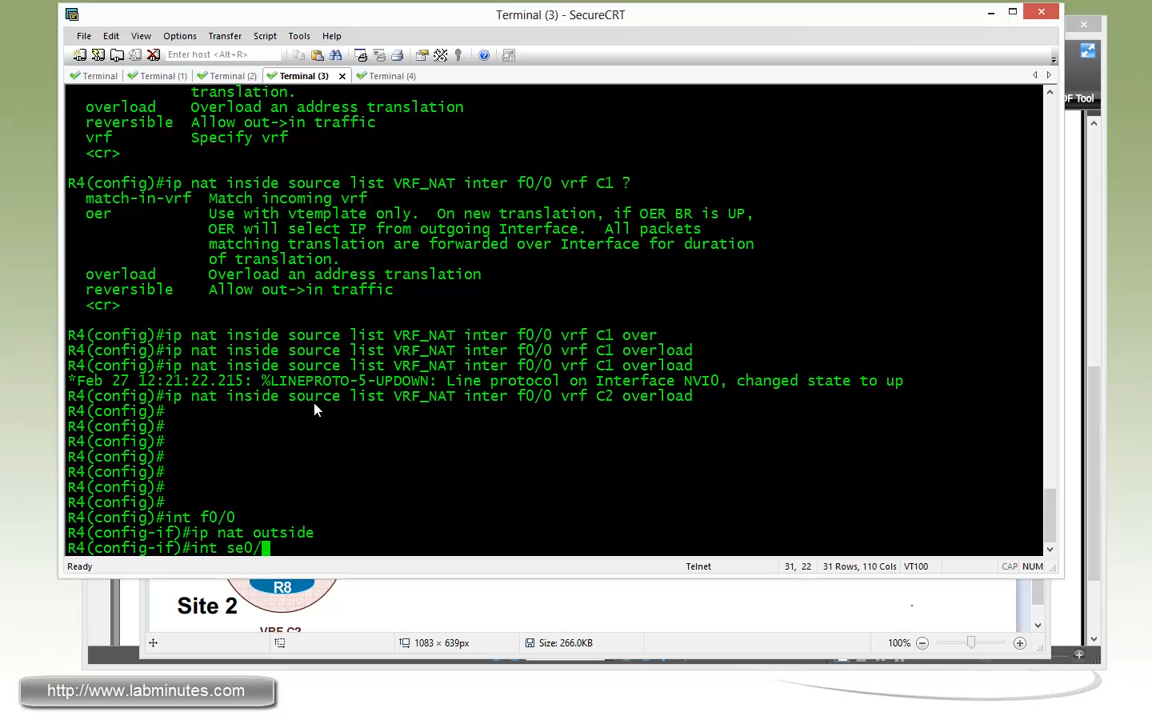 Terminal (3) - SecureCRT
File Edit View Options Transfer Script Tools Help
Enter host <Alt+R>
Terminal Terminal (1) Terminal (2) Terminal (3) Terminal (4)
DF Tool
translation.
overload Overload an address translation
reversible Allow out->in traffic
vrf Specify vrf
<cr>
R4(config)#ip nat inside source list VRF_NAT inter f0/0 vrf C1 ?
match-in-vrf Match incoming vrf
oer Use with vtemplate only. On new translation, if OER BR is UP,
OER will select IP from outgoing Interface. All packets
matching translation are forwarded over Interface for duration
of translation.
overload Overload an address translation
reversible Allow out->in traffic
<cr>
R4(config)#ip nat inside source list VRF_NAT inter f0/0 vrf C1 over
R4(config)#ip nat inside source list VRF_NAT inter f0/0 vrf C1 overload
R4(config)#ip nat inside source list VRF_NAT inter f0/0 vrf C1 overload
*Feb 27 12:21:22.215: %LINEPROTO-5-UPDOWN: Line protocol on Interface NVI0, changed state to up
R4(config)#ip nat inside source list VRF_NAT inter f0/0 vrf C2 overload
R4(config)#
R4(config)#
R4(config)#
R4(config)#
R4(config)#
R4(config)#
R4(config)#
R4(config)#int f0/0
R4(config-if)#ip nat outside
R4(config-if)#int se0/
Ready Telnet 31, 22 31 Rows, 110 Cols VT100 CAP NUM
R8
Site 2
VRF C2
1083 × 639px Size: 266.0KB 100%
http://www.labminutes.com